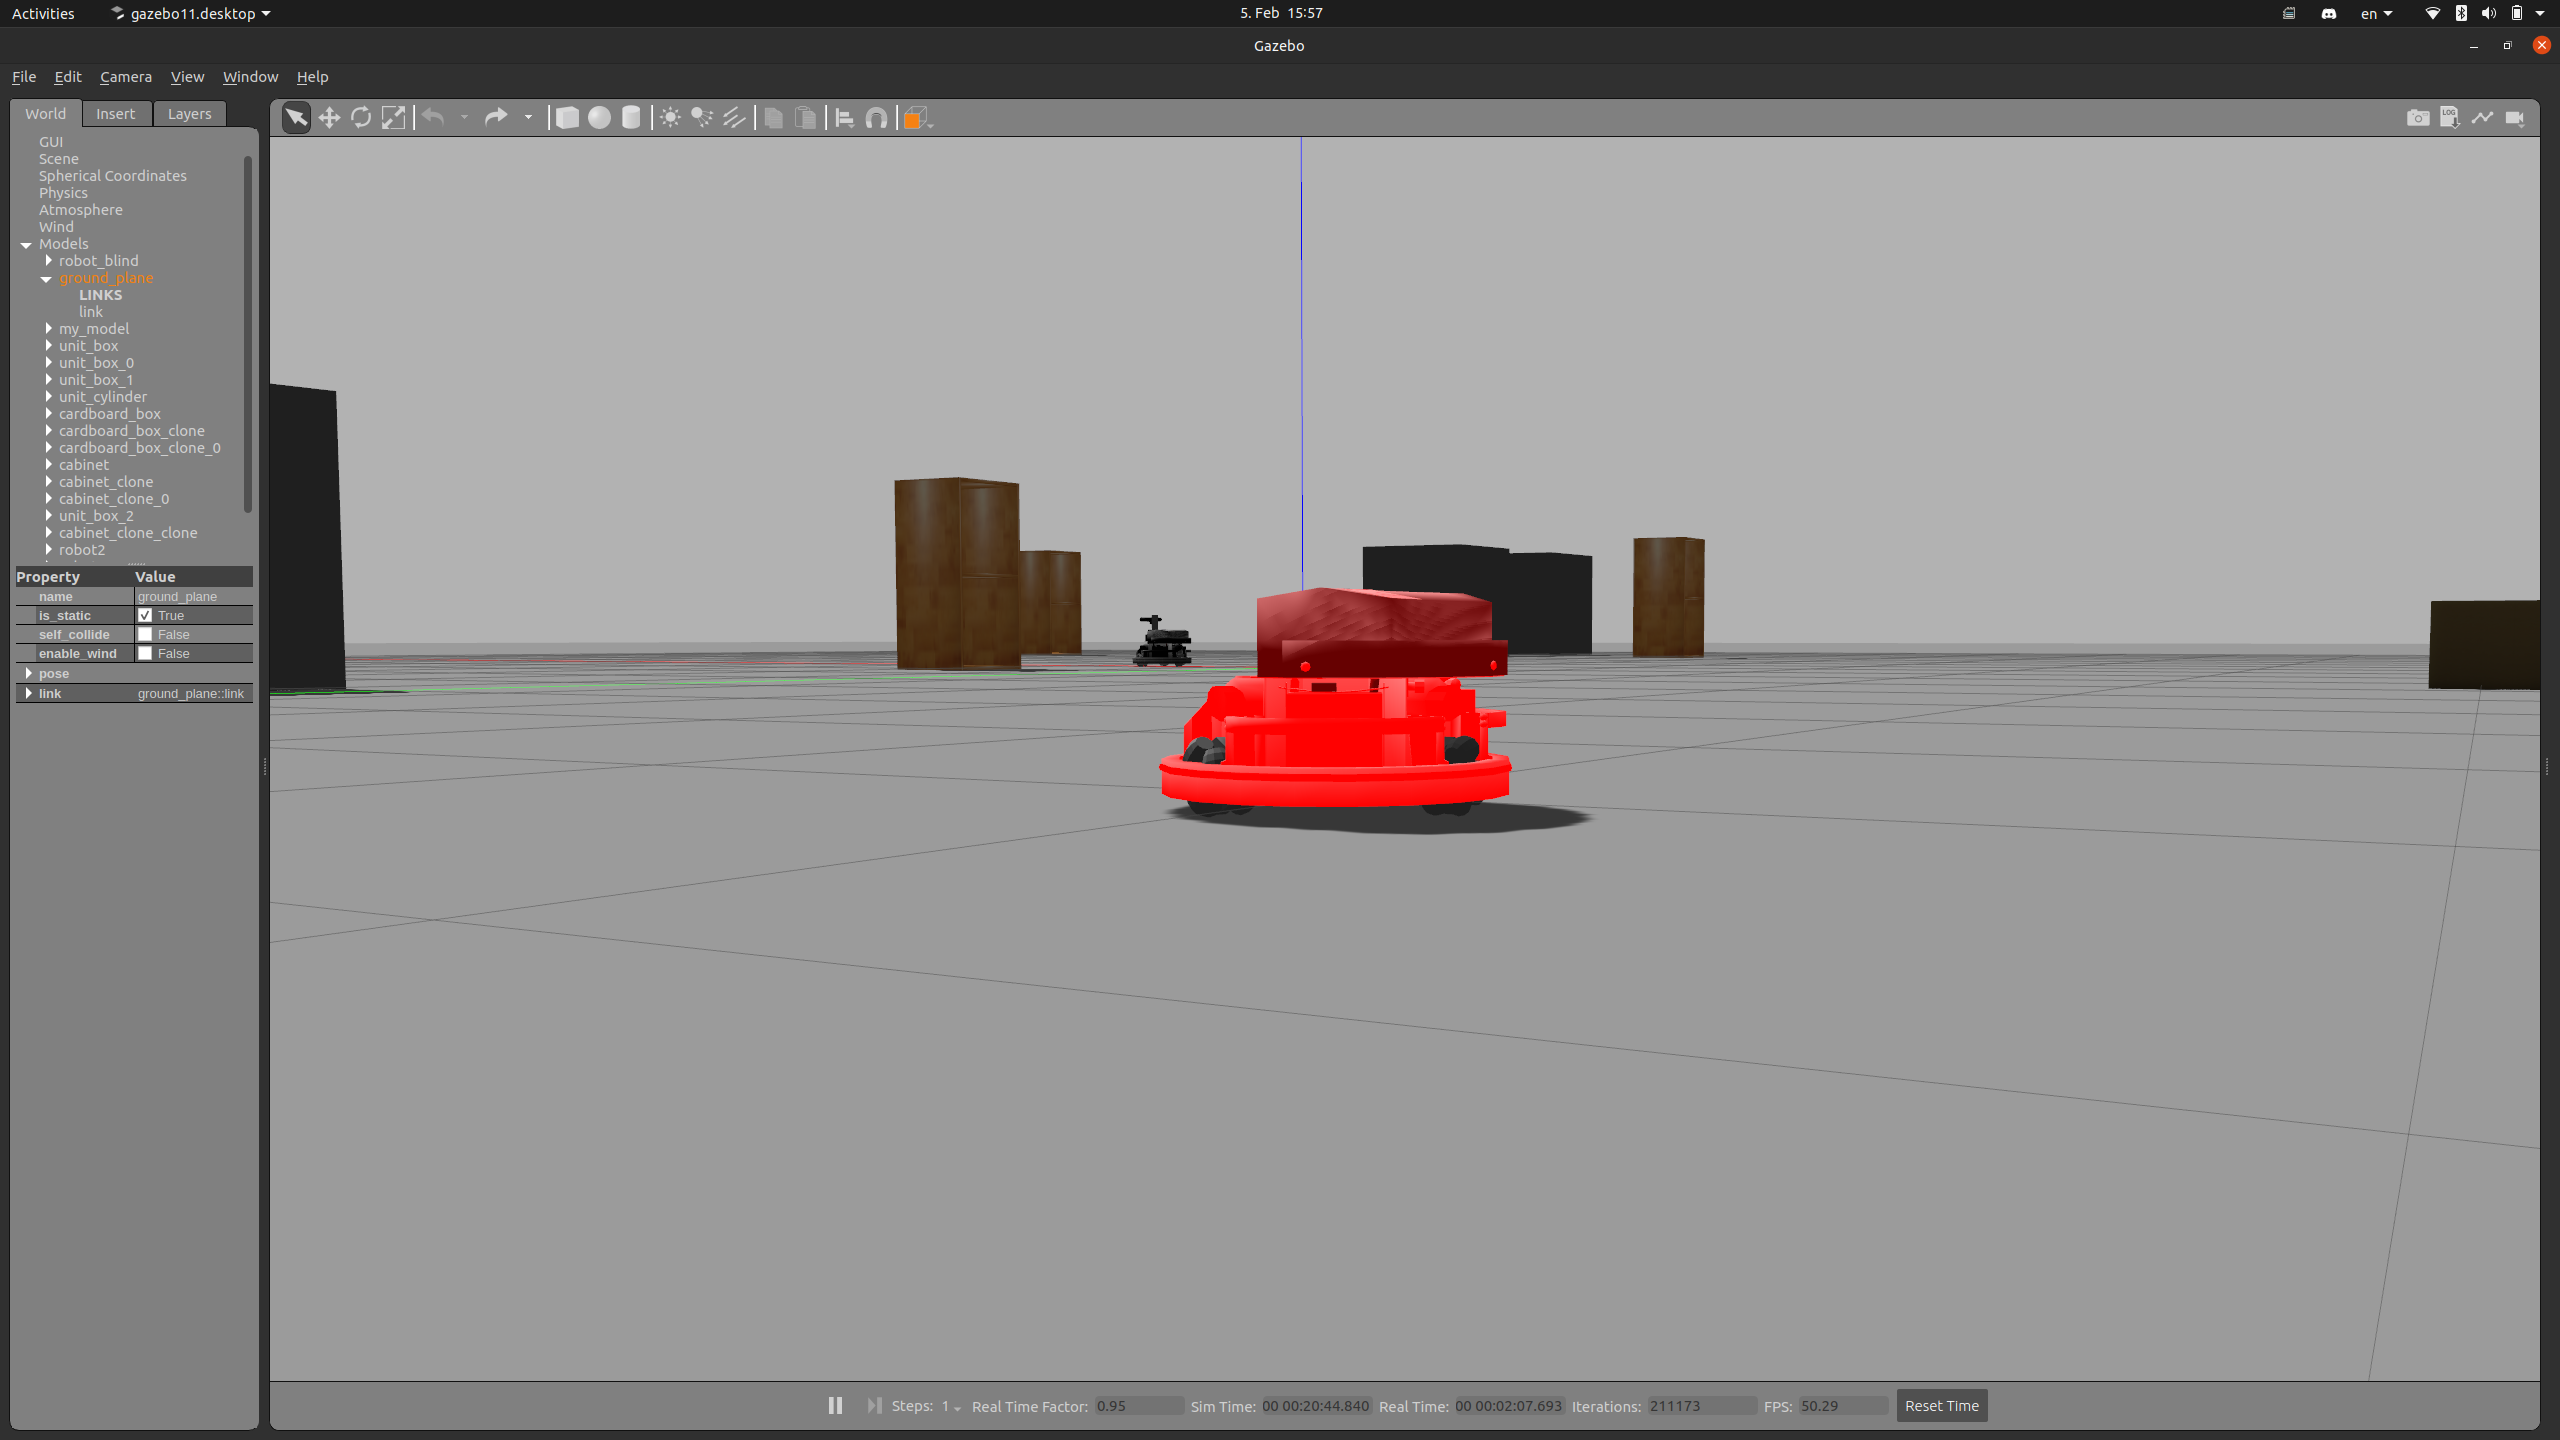 Activities
gazebo11.desktop
5. Feb 15:57
en
Gazebo
File Edit Camera View Window Help
World Insert Layers
LOG
GUI
Scene
Spherical Coordinates
Physics
Atmosphere
Wind
Models
robot_blind
ground_plane
LINKS
link
my_model
unit_box
unit_box_0
unit_box_1
unit_cylinder
cardboard_box
cardboard_box_clone
cardboard_box_clone_0
cabinet
cabinet_clone
cabinet_clone_0
unit_box_2
cabinet_clone_clone
robot2
Property Value
name ground_plane
is_static True
self_collide False
enable_wind False
pose
link ground_plane::link
Steps: 1 Real Time Factor: 0.95 Sim Time: 00 00:20:44.840 Real Time: 00 00:02:07.693 Iterations: 211173 FPS: 50.29 Reset Time